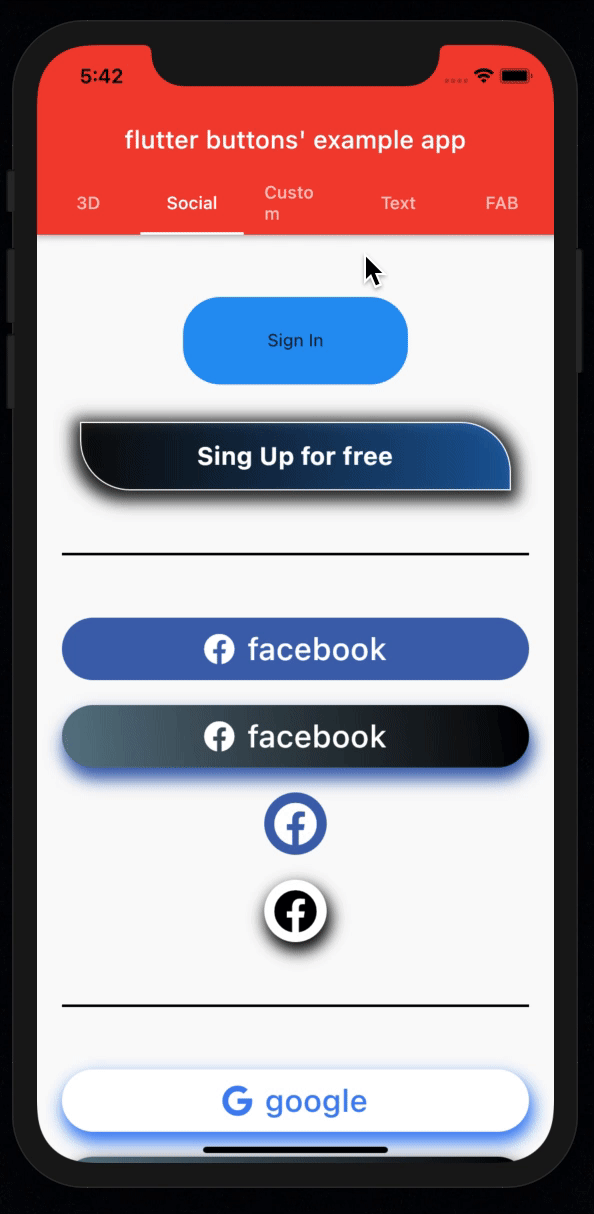 5:42
flutter buttons' example app
3D
Social
Custo
m
Text
FAB
Sign In
Sing Up for free
facebook
facebook
google